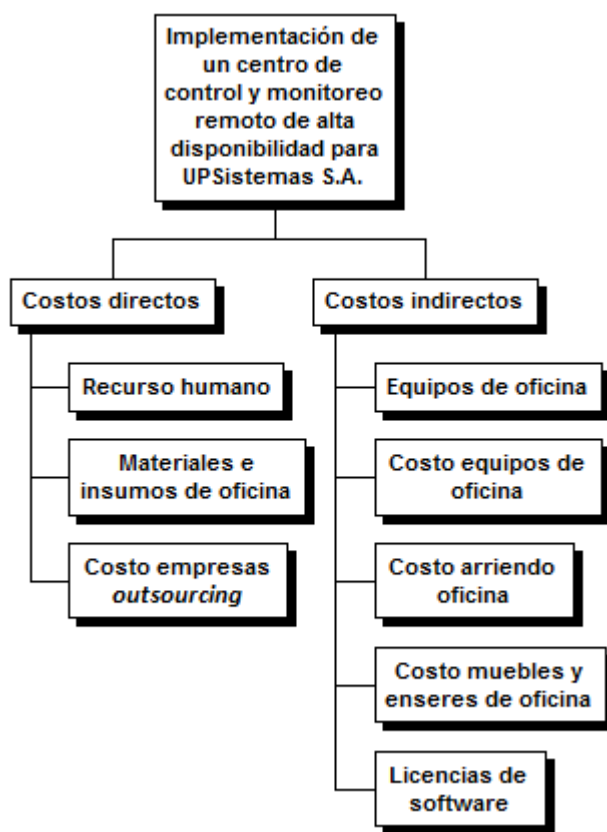 Implementación de
un centro de
control y monitoreo
remoto de alta
disponibilidad para
UPSistemas S.A.
Costos directos
Recurso humano
Materiales e
insumos de oficina
Costo empresas
outsourcing
Costos indirectos
Equipos de oficina
Costo equipos de
oficina
Costo arriendo
oficina
Costo muebles y
enseres de oficina
Licencias de
software